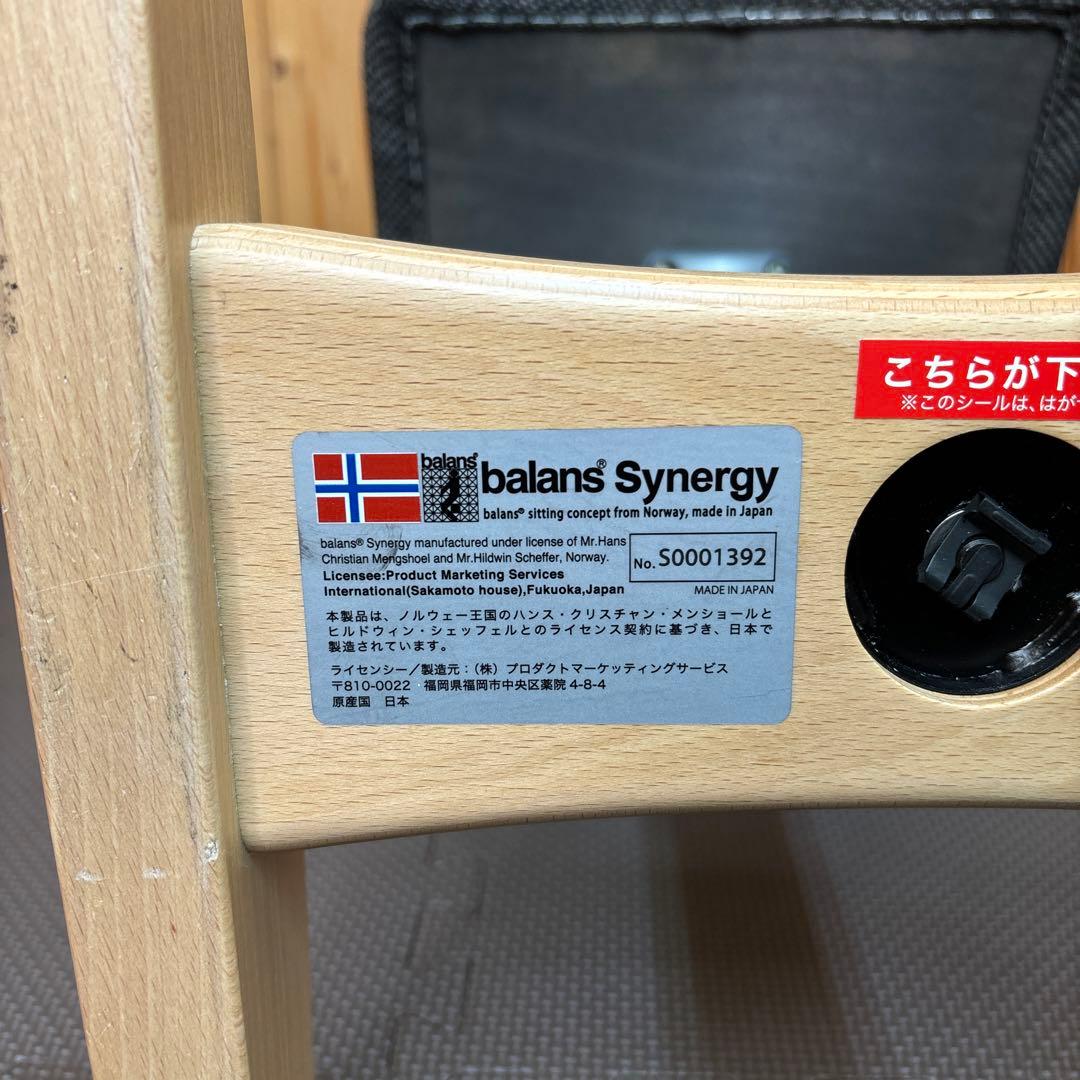 こちらが下
※このシールは、はが
balans®
balans® Synergy
balans® sitting concept from Norway, made in Japan
balans® Synergy manufactured under license of Mr.Hans
Christian Mengshoel and Mr.Hildwin Scheffer, Norway.
Licensee:Product Marketing Services
International(Sakamoto house),Fukuoka,Japan
No. S0001392
MADE IN JAPAN
本製品は、ノルウェー王国のハンス・クリスチャン・メンショールと
ヒルドウィン・シェッフェルとのライセンス契約に基づき、日本で
製造されています。
ライセンシー/製造元:(株)プロダクトマーケッティングサービス
〒810-0022 福岡県福岡市中央区薬院 4-8-4
原産国 日本